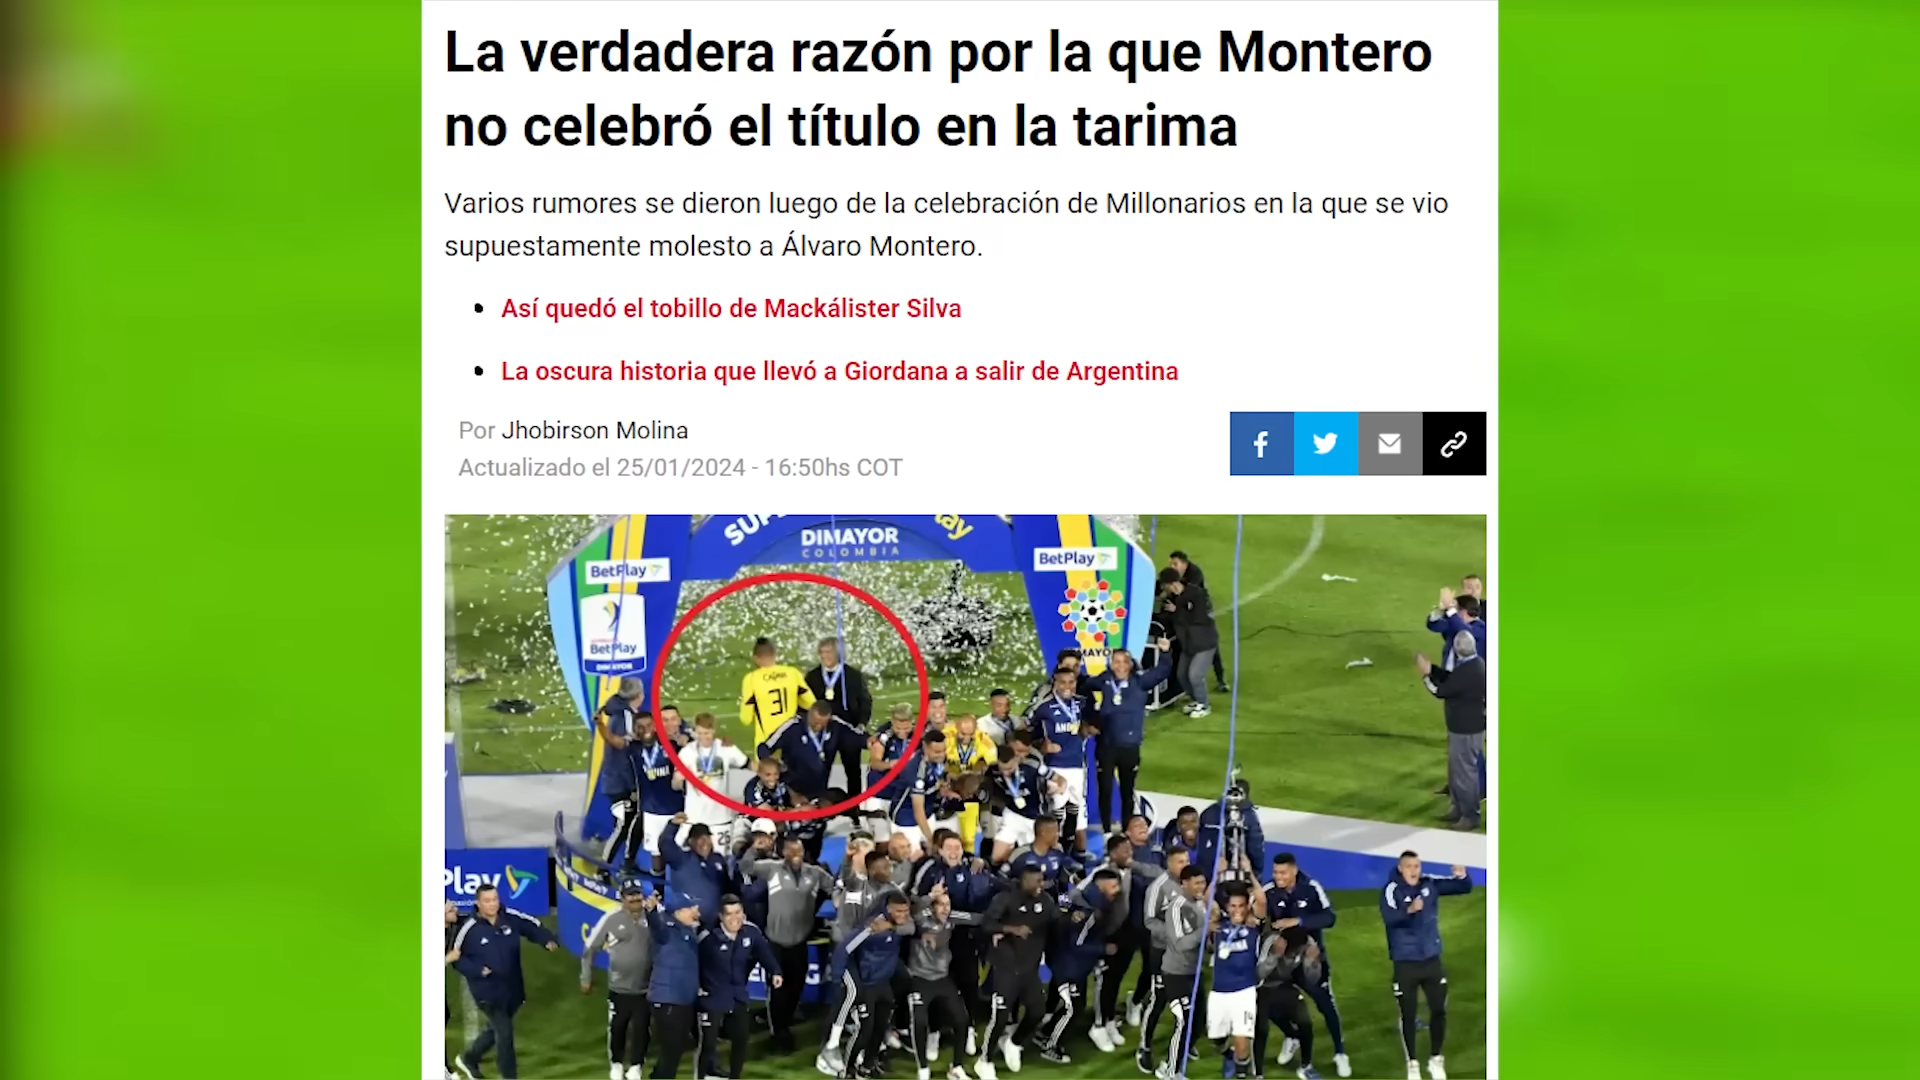 La verdadera razón por la que Montero
no celebró el título en la tarima
Varios rumores se dieron luego de la celebración de Millonarios en la que se vio
supuestamente molesto a Álvaro Montero.
Así quedó el tobillo de Mackálister Silva
La oscura historia que llevó a Giordana a salir de Argentina
Por Jhobirson Molina
Actualizado el 25/01/2024 - 16:50hs COT
DIMAYOR
COLOMBIA
BetPlay
BetPlay
BetPlay
DIMAYOR
31
26
14